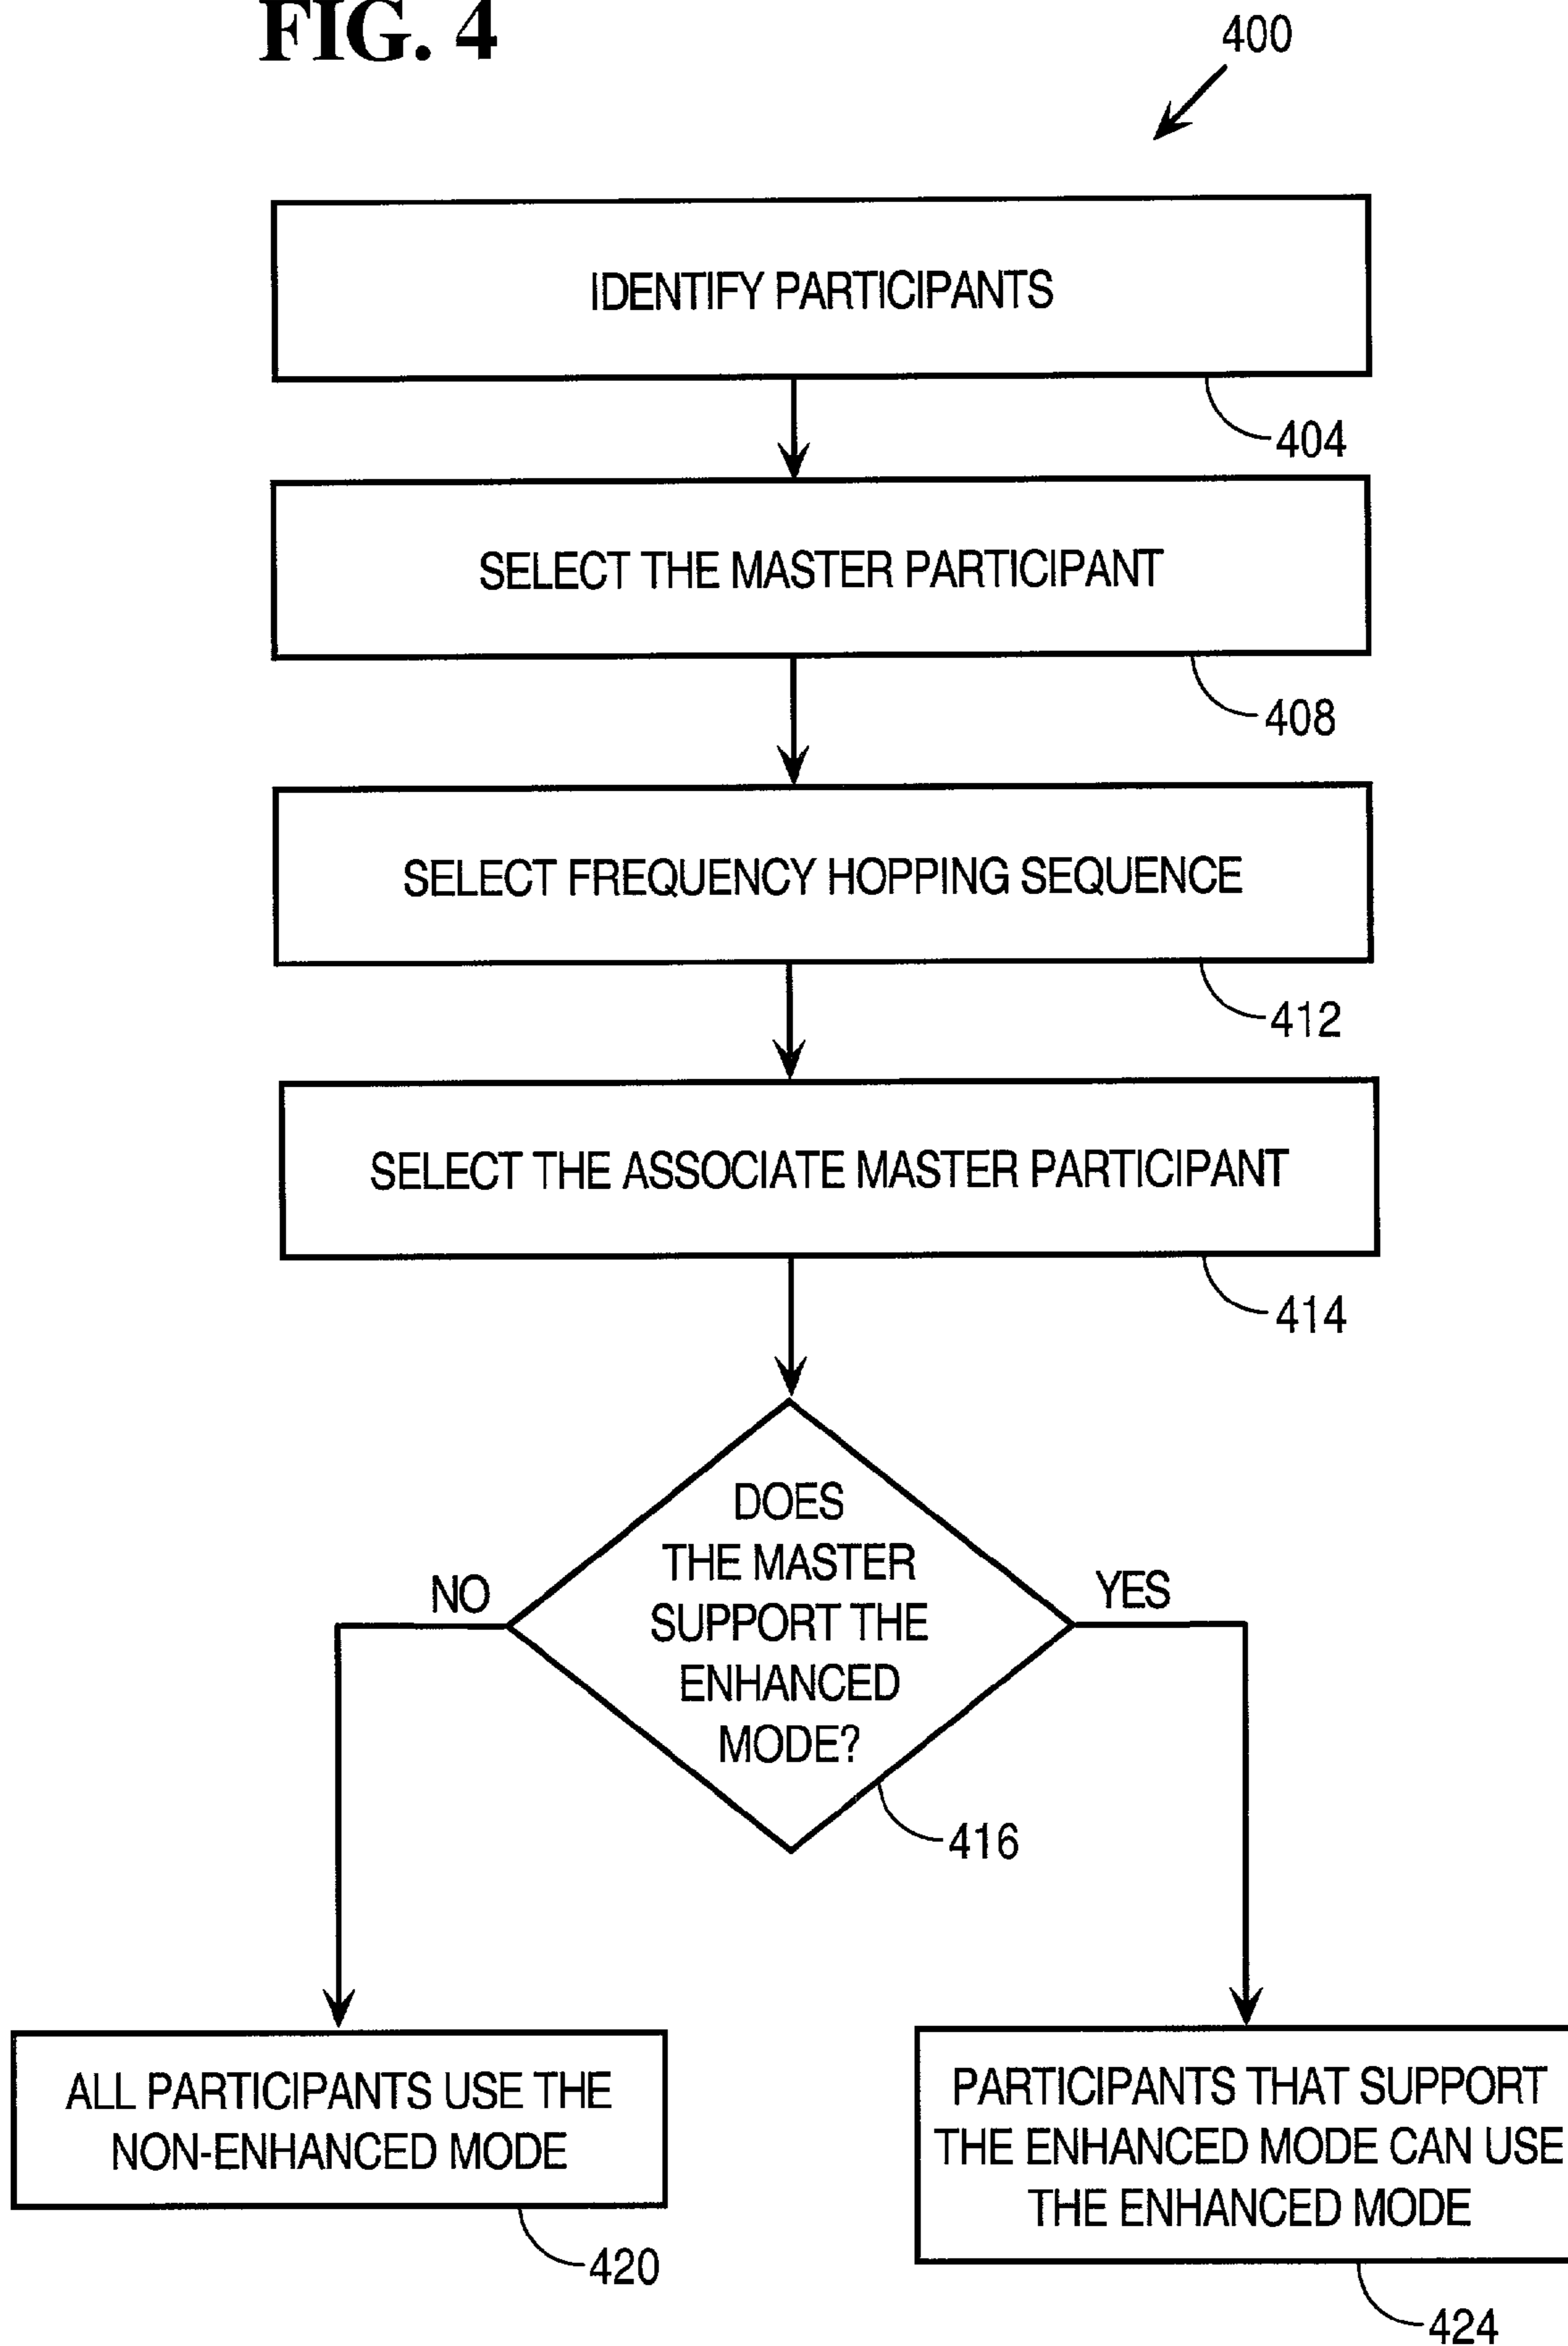 FIG. 4
400
IDENTIFY PARTICIPANTS
404
SELECT THE MASTER PARTICIPANT
408
SELECT FREQUENCY HOPPING SEQUENCE
412
SELECT THE ASSOCIATE MASTER PARTICIPANT
414
DOES
THE MASTER
SUPPORT THE
ENHANCED
MODE?
NO
YES
416
ALL PARTICIPANTS USE THE
NON-ENHANCED MODE
420
PARTICIPANTS THAT SUPPORT
THE ENHANCED MODE CAN USE
THE ENHANCED MODE
424